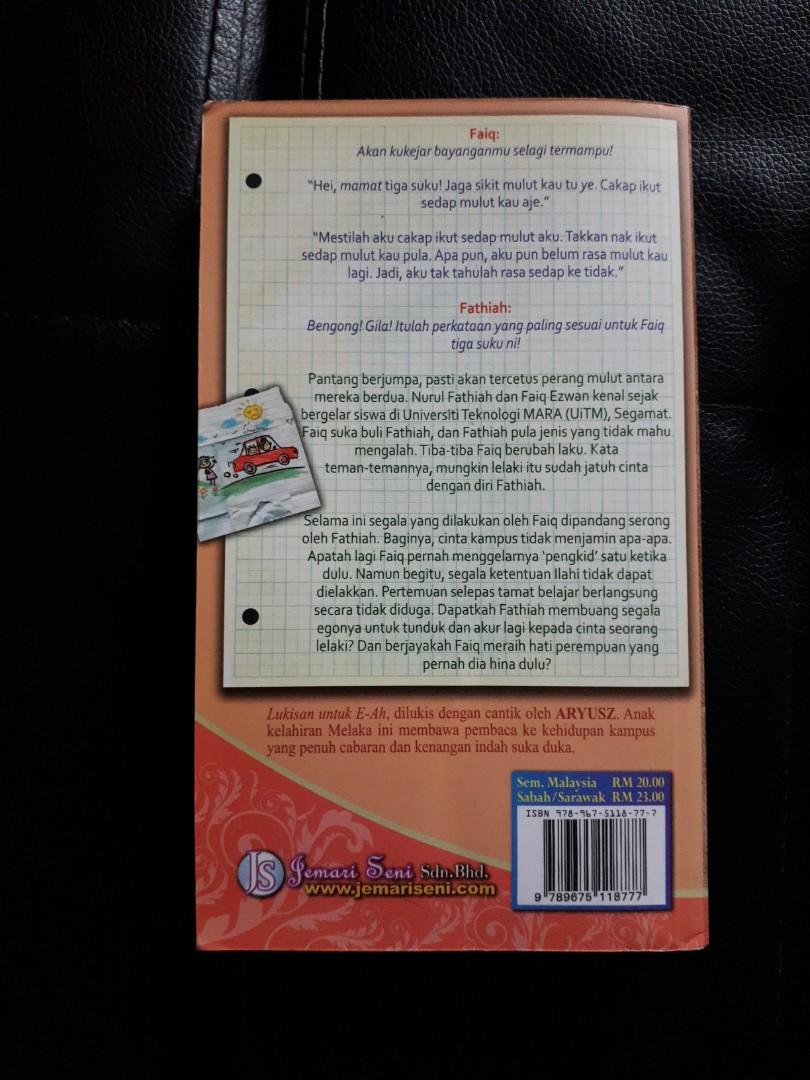 Faiq:
Akan kukejar bayanganmu selagi termampu!
“Hei, mamat tiga suku! Jaga sikit mulut kau tu ye. Cakap ikut
sedap mulut kau aje.”
“Mestilah aku cakap ikut sedap mulut aku. Takkan nak ikut
sedap mulut kau pula. Apa pun, aku pun belum rasa mulut kau
lagi. Jadi, aku tak tahulah rasa sedap ke tidak.”
Fathiah:
Bengong! Gila! Itulah perkataan yang paling sesuai untuk Faiq
tiga suku ni!
Pantang berjumpa, pasti akan tercetus perang mulut antara
mereka berdua. Nurul Fathiah dan Faiq Ezwan kenal sejak
bergelar siswa di Universiti Teknologi MARA (UiTM), Segamat.
Faiq suka buli Fathiah, dan Fathiah pula jenis yang tidak mahu
mengalah. Tiba-tiba Faiq berubah laku. Kata
teman-temannya, mungkin lelaki itu sudah jatuh cinta
dengan diri Fathiah.
Selama ini segala yang dilakukan oleh Faiq dipandang serong
oleh Fathiah. Baginya, cinta kampus tidak menjamin apa-apa.
Apatah lagi Faiq pernah menggelarnya ‘pengkid’ satu ketika
dulu. Namun begitu, segala ketentuan Ilahi tidak dapat
dielakkan. Pertemuan selepas tamat belajar berlangsung
secara tidak diduga. Dapatkah Fathiah membuang segala
egonya untuk tunduk dan akur lagi kepada cinta seorang
lelaki? Dan berjayakah Faiq meraih hati perempuan yang
pernah dia hina dulu?
Lukisan untuk E-Ah, dilukis dengan cantik oleh ARYUSZ. Anak
kelahiran Melaka ini membawa pembaca ke kehidupan kampus
yang penuh cabaran dan kenangan indah suka duka.
Sem. Malaysia RM 20.00
Sabah/Sarawak RM 23.00
ISBN 978-967-5118-77-7
9 789675 118777
JS Jemari Seni Sdn.Bhd.
www.jemariseni.com